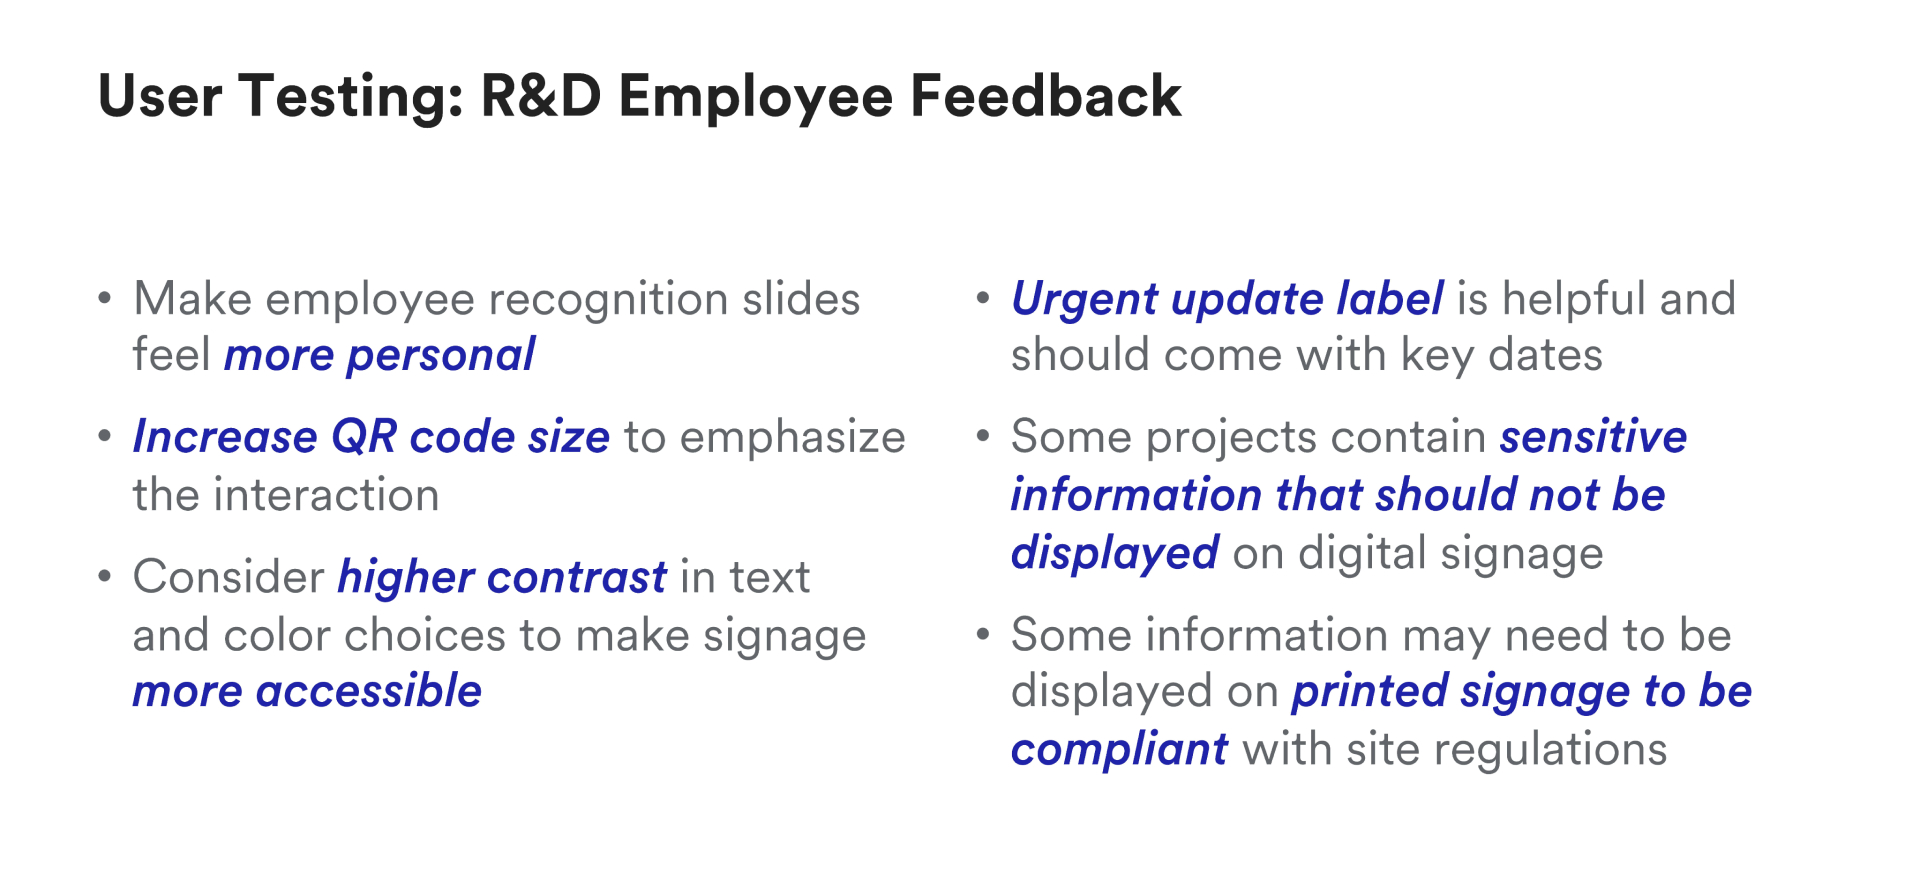 User Testing: R&D Employee Feedback
• Make employee recognition slides
feel more personal
• Increase QR code size to emphasize
the interaction
• Consider higher contrast in text
and color choices to make signage
more accessible
• Urgent update label is helpful and
should come with key dates
• Some projects contain sensitive
information that should not be
displayed on digital signage
• Some information may need to be
displayed on printed signage to be
compliant with site regulations